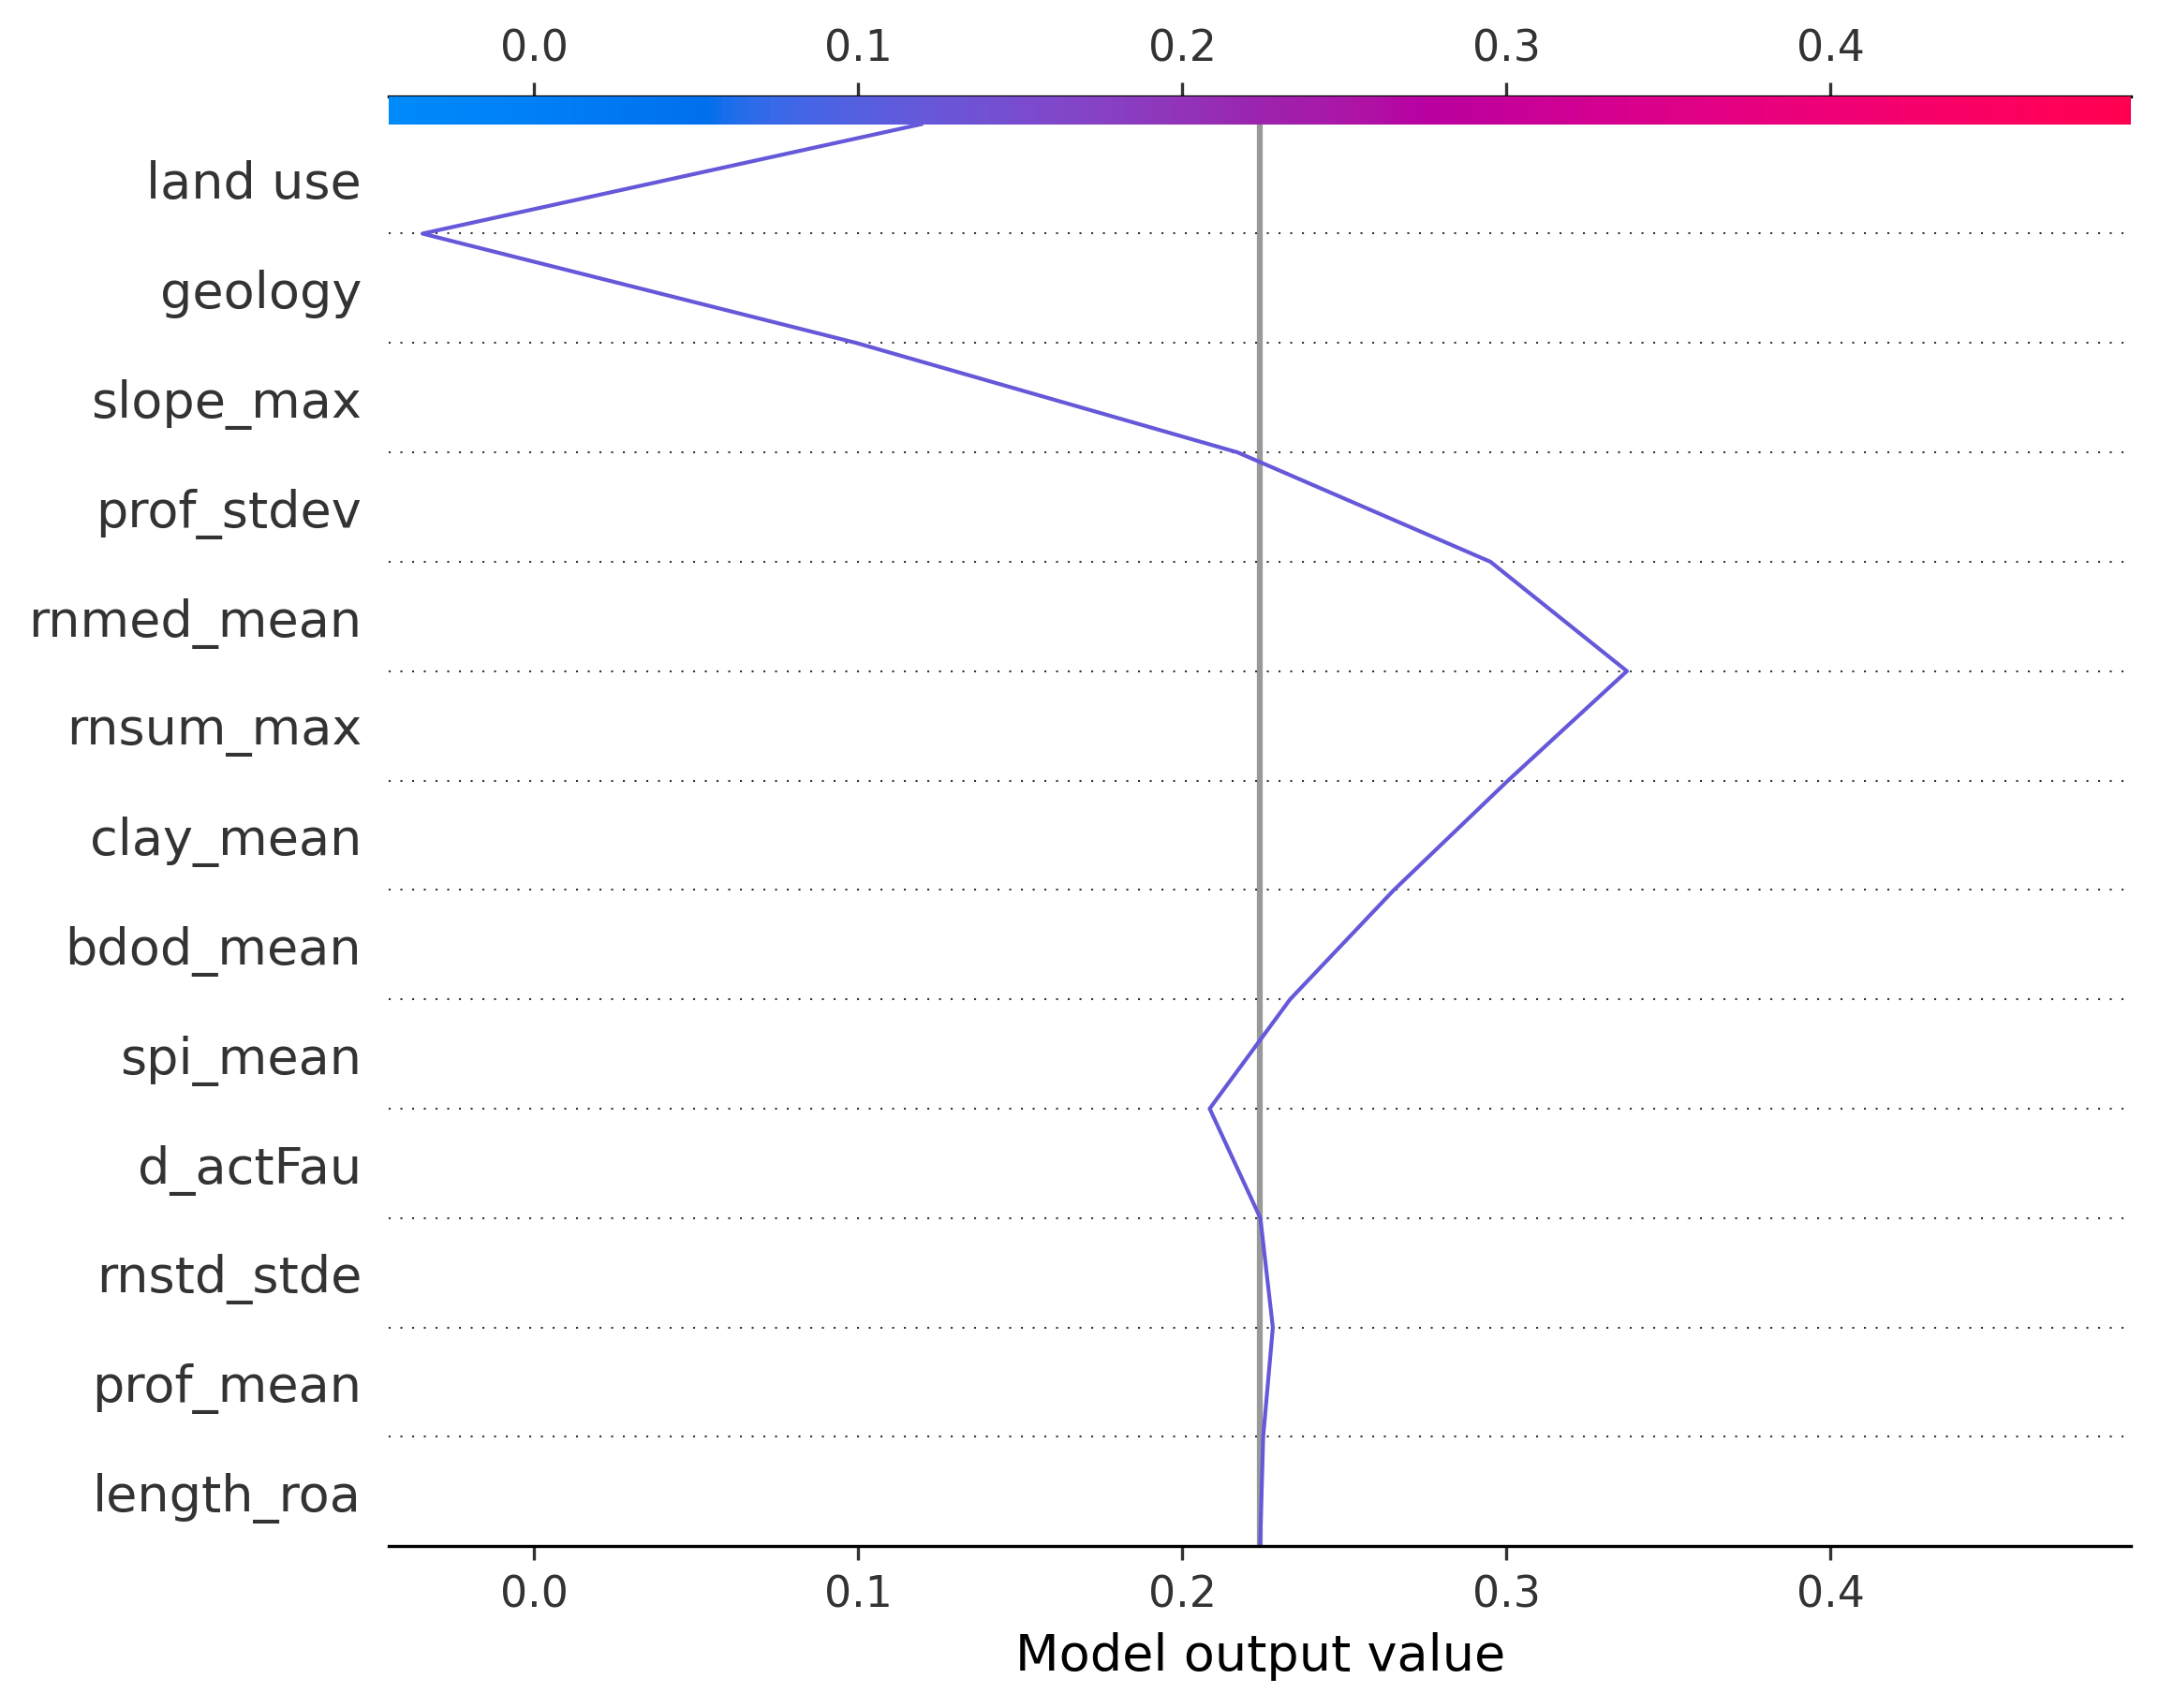 0.0 0.1 0.2 0.3 0.4
land use
geology
slope_max
prof_stdev
rnmed_mean
rnsum_max
clay_mean
bdod_mean
spi_mean
d_actFau
rnstd_stde
prof_mean
length_roa
0.0 0.1 0.2 0.3 0.4
Model output value